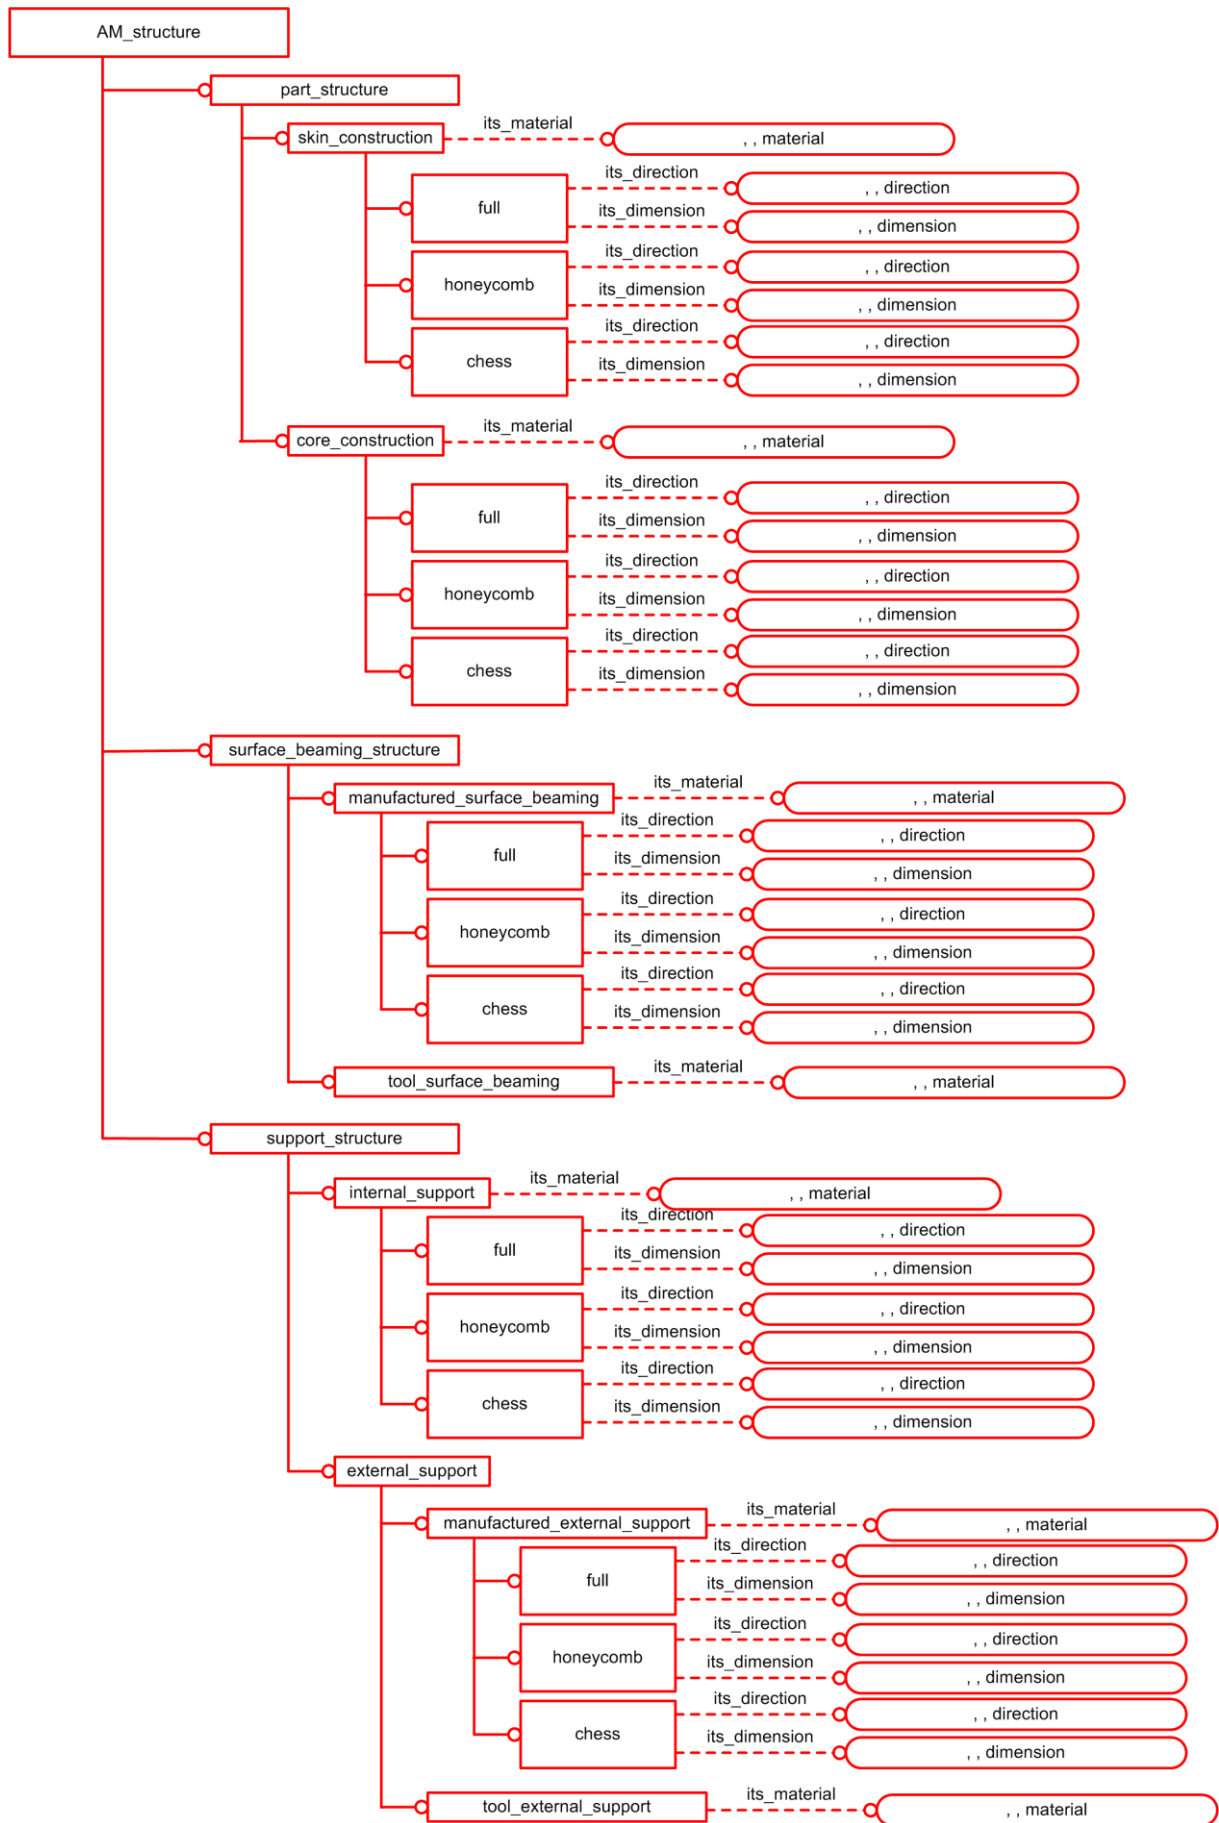 AM_structure
part_structure
its_material
skin_construction
, , material
its_direction
, , direction
full
its_dimension
, , dimension
its_direction
, , direction
honeycomb
its_dimension
, , dimension
its_direction
, , direction
chess
its_dimension
, , dimension
its_material
core_construction
, , material
its_direction
, , direction
full
its_dimension
, , dimension
its_direction
, , direction
honeycomb
its_dimension
, , dimension
its_direction
, , direction
chess
its_dimension
, , dimension
surface_beaming_structure
its_material
manufactured_surface_beaming
, , material
its_direction
, , direction
full
its_dimension
, , dimension
its_direction
, , direction
honeycomb
its_dimension
, , dimension
its_direction
, , direction
chess
its_dimension
, , dimension
its_material
tool_surface_beaming
, , material
support_structure
its_material
internal_support
, , material
its_direction
, , direction
full
its_dimension
, , dimension
its_direction
, , direction
honeycomb
its_dimension
, , dimension
its_direction
, , direction
chess
its_dimension
, , dimension
external_support
its_material
manufactured_external_support
, , material
its_direction
, , direction
full
its_dimension
, , dimension
its_direction
, , direction
honeycomb
its_dimension
, , dimension
its_direction
, , direction
chess
its_dimension
, , dimension
its_material
tool_external_support
, , material